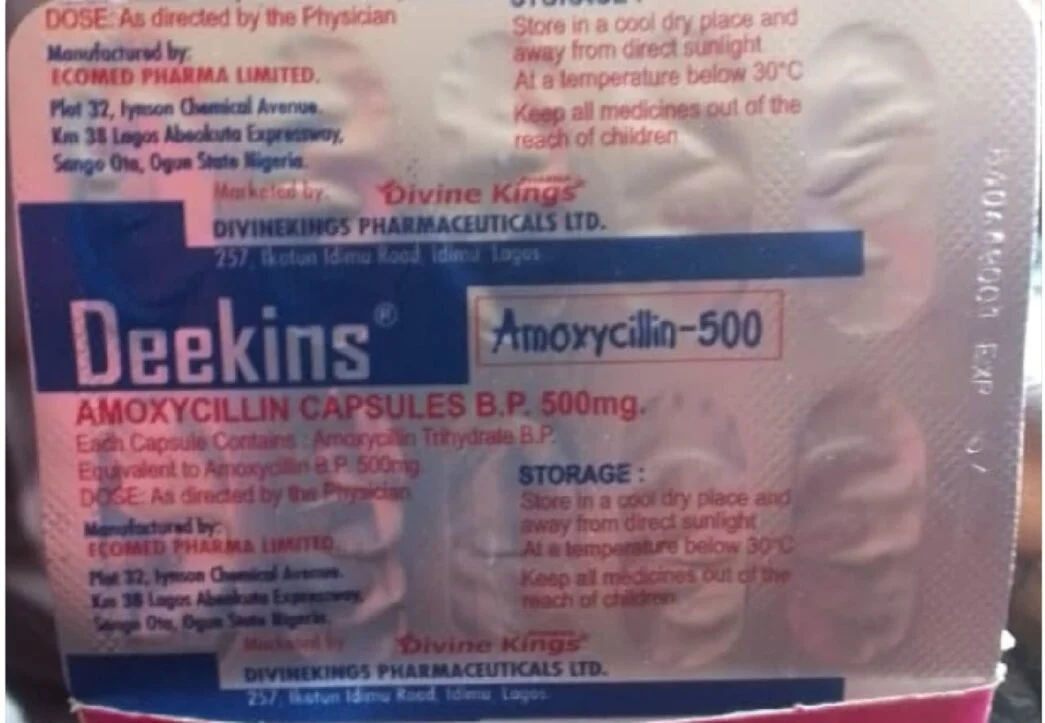 DOSE: As directed by the Physician
Manufactured by:
ECOMED PHARMA LIMITED.
Plot 32, Iynson Chemical Avenue.
Km 38 Lagos Abeokuta Expressway,
Sango Ota, Ogun State Nigeria.
STORAGE :
Store in a cool dry place and
away from direct sunlight
At a temperature below 30°C
Keep all medicines out of the
reach of children
Marketed by:
Divine Kings
DIVINEKINGS PHARMACEUTICALS LTD.
257, Ikotun Idimu Road, Idimu, Lagos
Deekins®
Amoxycillin-500
AMOXYCILLIN CAPSULES B.P. 500mg.
Each Capsule Contains : Amoxycillin Trihydrate B.P.
Equivalent to Amoxycillin B.P. 500mg
DOSE: As directed by the Physician
Manufactured by:
ECOMED PHARMA LIMITED.
Plot 32, Iynson Chemical Avenue.
Km 38 Lagos Abeokuta Expressway,
Sango Ota, Ogun State Nigeria.
STORAGE :
Store in a cool dry place and
away from direct sunlight
At a temperature below 30°C
Keep all medicines out of the
reach of children
Marketed by
Divine Kings
DIVINEKINGS PHARMACEUTICALS LTD.
257, Ikotun Idimu Road, Idimu, Lagos.
EXP